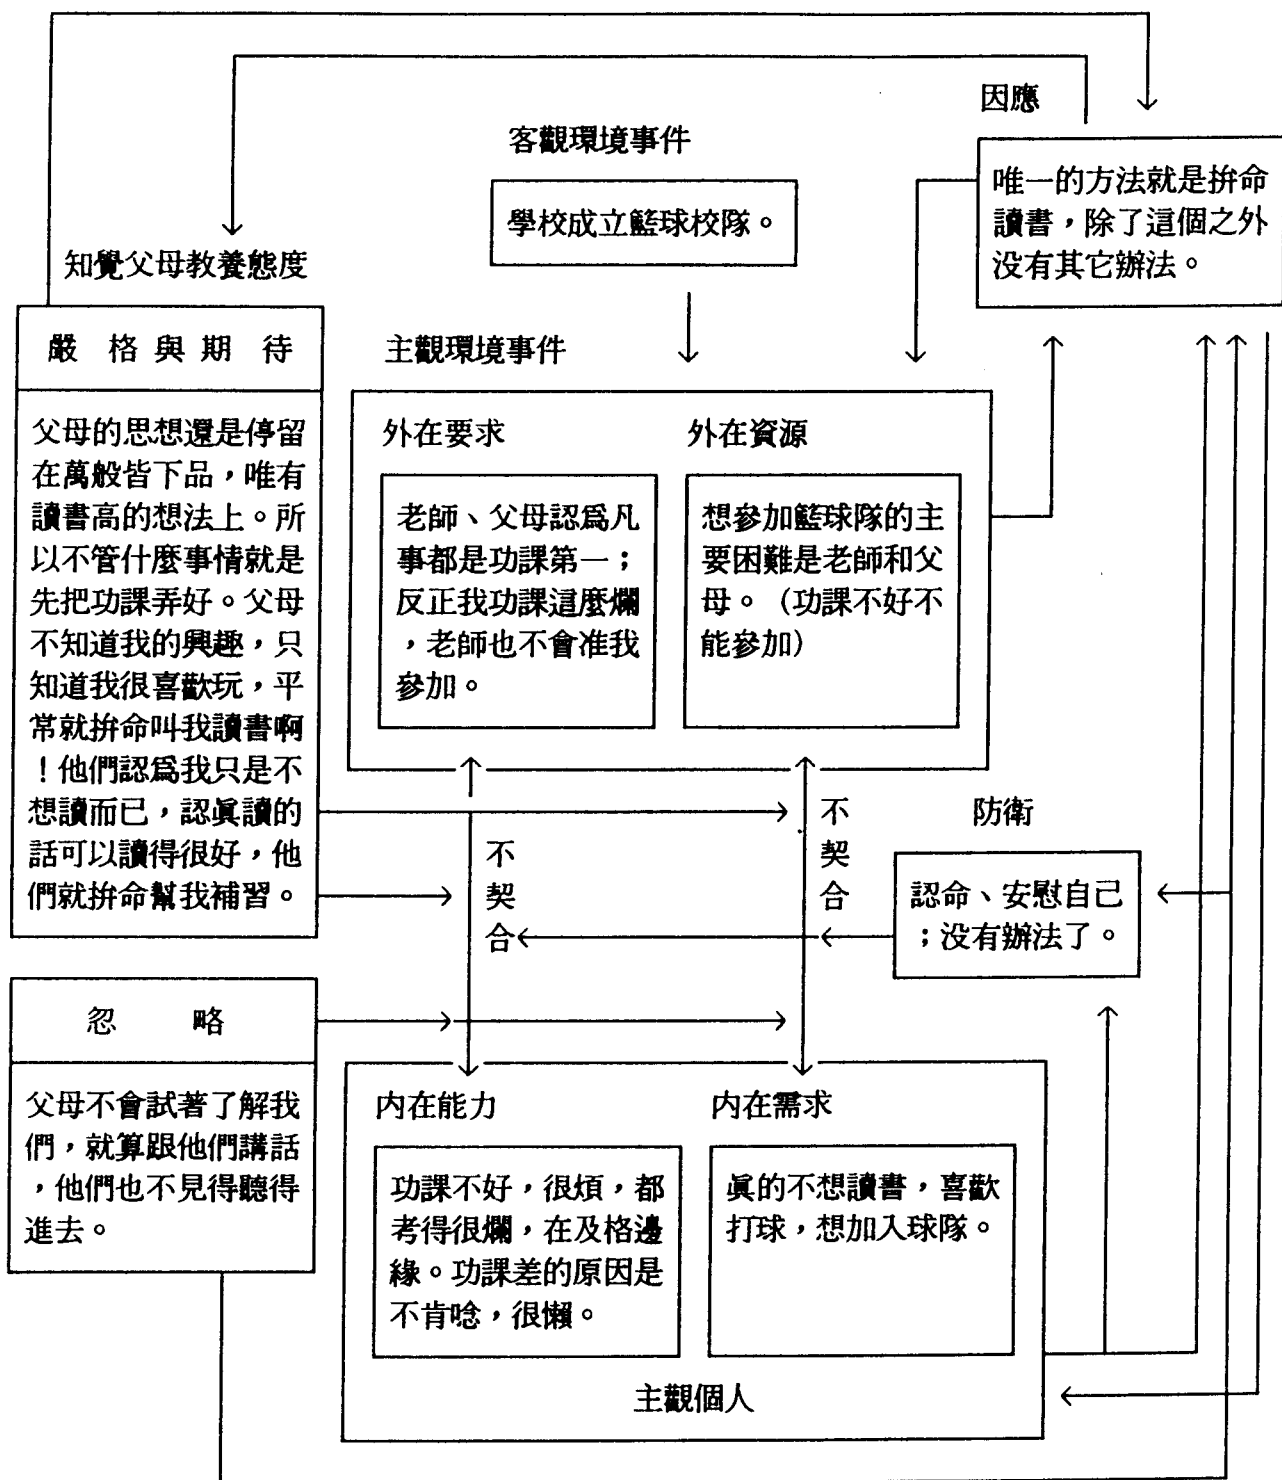 因應
唯一的方法就是拚命
讀書，除了這個之外
没有其它辦法。
客觀環境事件
學校成立籃球校隊。
知覺父母教養態度
嚴格與期待
父母的思想還是停留
在萬般皆下品，唯有
讀書高的想法上。所
以不管什麼事情就是
先把功課弄好。父母
不知道我的興趣，只
知道我很喜歡玩，平
常就拚命叫我讀書啊
！他們認爲我只是不
想讀而已，認眞讀的
話可以讀得很好，他
們就拚命幫我補習。
主觀環境事件
外在要求
老師、父母認爲凡
事都是功課第一；
反正我功課這麼爛
，老師也不會准我
參加。
外在資源
想參加籃球隊的主
要困難是老師和父
母。（功課不好不
能參加）
不契合
不契合
防衛
認命、安慰自己
；没有辦法了。
忽略
父母不會試著了解我
們，就算跟他們講話
，他們也不見得聽得
進去。
内在能力
功課不好，很煩，都
考得很爛，在及格邊
緣。功課差的原因是
不肯唸，很懶。
内在需求
眞的不想讀書，喜歡
打球，想加入球隊。
主觀個人